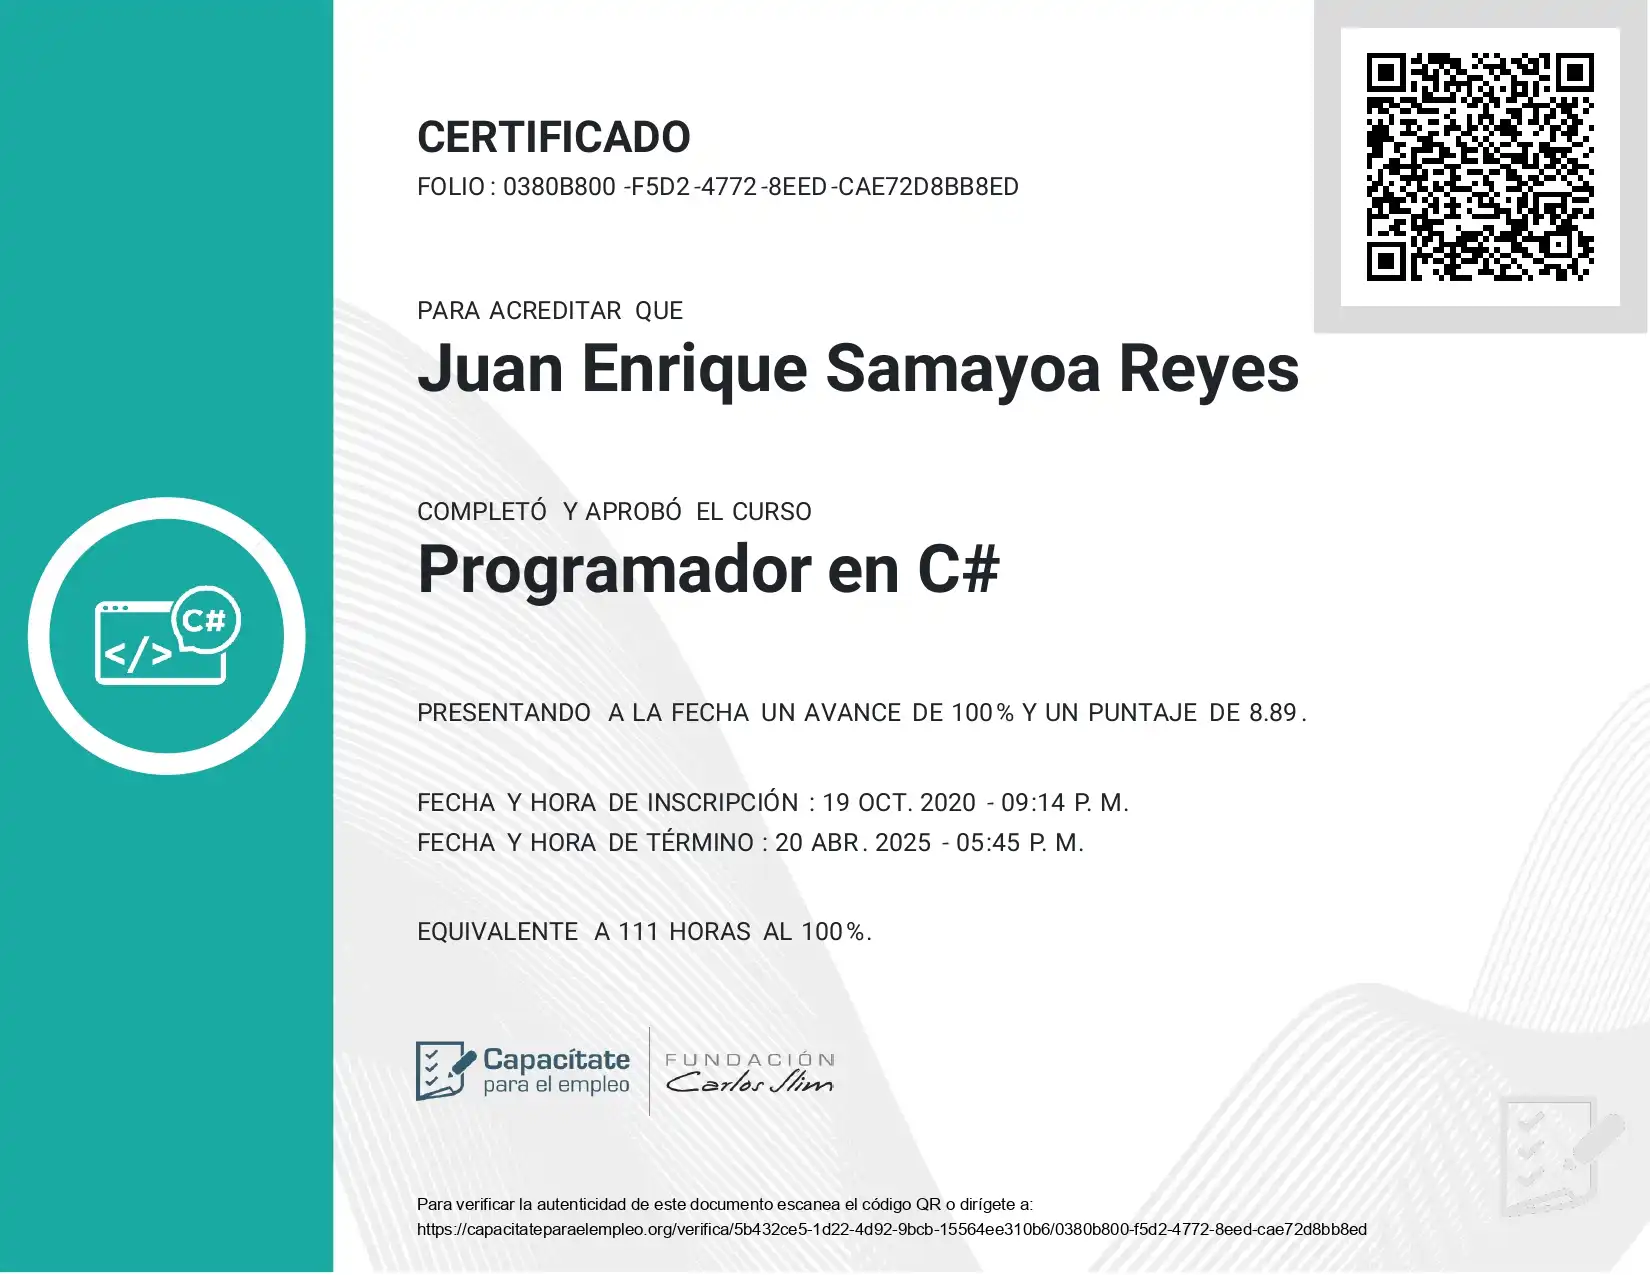 CERTIFICADO
FOLIO : 0380B800 -F5D2 -4772 -8EED -CAE72D8BB8ED
PARA ACREDITAR QUE
Juan Enrique Samayoa Reyes
COMPLETÓ Y APROBÓ EL CURSO
Programador en C#
C#
</>
PRESENTANDO A LA FECHA UN AVANCE DE 100% Y UN PUNTAJE DE 8.89 .
FECHA Y HORA DE INSCRIPCIÓN : 19 OCT. 2020 - 09:14 P. M.
FECHA Y HORA DE TÉRMINO : 20 ABR. 2025 - 05:45 P. M.
EQUIVALENTE A 111 HORAS AL 100%.
Capacítate
para el empleo
FUNDACIÓN
Carlos Slim
Para verificar la autenticidad de este documento escanea el código QR o dirígete a:
https://capacitateparaelempleo.org/verifica/5b432ce5-1d22-4d92-9bcb-15564ee310b6/0380b800-f5d2-4772-8eed-cae72d8bb8ed